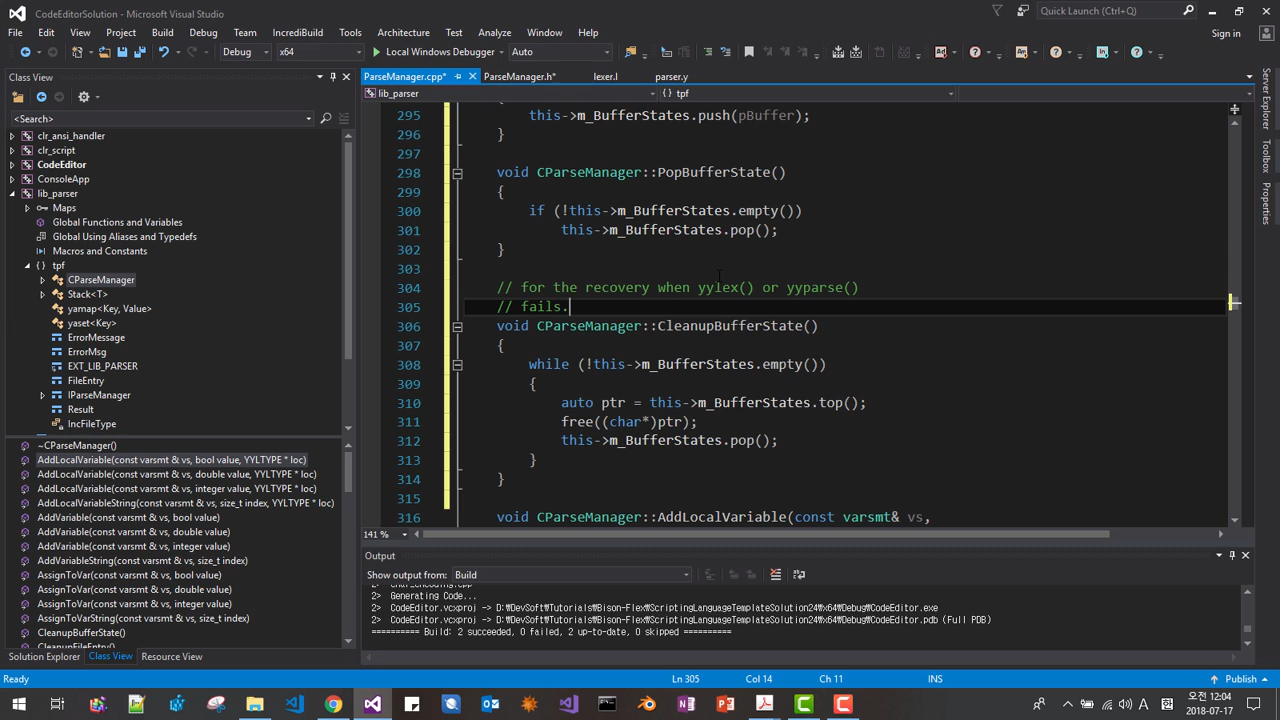 CodeEditorSolution - Microsoft Visual Studio
Quick Launch (Ctrl+Q)
File Edit View Project Build Debug Team IncrediBuild Tools Architecture Test Analyze Window Help
Sign in
Debug x64 Local Windows Debugger Auto
Class View
<Search>
clr_ansi_handler
clr_script
CodeEditor
ConsoleApp
lib_parser
Maps
Global Functions and Variables
Global Using Aliases and Typedefs
Macros and Constants
{ } tpf
CParseManager
Stack<T>
yamap<Key, Value>
yaset<Key>
ErrorMessage
ErrorMsg
EXT_LIB_PARSER
FileEntry
IParseManager
Result
IncFileType
~CParseManager()
AddLocalVariable(const varsmt & vs, bool value, YYLTYPE * loc)
AddLocalVariable(const varsmt & vs, double value, YYLTYPE * loc)
AddLocalVariable(const varsmt & vs, integer value, YYLTYPE * loc)
AddLocalVariableString(const varsmt & vs, size_t index, YYLTYPE * loc)
AddVariable(const varsmt & vs, bool value)
AddVariable(const varsmt & vs, double value)
AddVariable(const varsmt & vs, integer value)
AddVariableString(const varsmt & vs, size_t index)
AssignToVar(const varsmt & vs, bool value)
AssignToVar(const varsmt & vs, double value)
AssignToVar(const varsmt & vs, integer value)
AssignToVarString(const varsmt & vs, size_t index)
CleanupBufferState()
CleanupFileEntry()
Solution Explorer Class View Resource View
ParseManager.cpp* ParseManager.h* lexer.l parser.y
lib_parser { } tpf
295 this->m_BufferStates.push(pBuffer);
296 }
297
298 void CParseManager::PopBufferState()
299 {
300 if (!this->m_BufferStates.empty())
301 this->m_BufferStates.pop();
302 }
303
304 // for the recovery when yylex() or yyparse()
305 // fails.
306 void CParseManager::CleanupBufferState()
307 {
308 while (!this->m_BufferStates.empty())
309 {
310 auto ptr = this->m_BufferStates.top();
311 free((char*)ptr);
312 this->m_BufferStates.pop();
313 }
314 }
315
316 void CParseManager::AddLocalVariable(const varsmt& vs,
141 %
Output
Show output from: Build
2> Generating Code...
2> CodeEditor.vcxproj -> D:₩DevSoft₩Tutorials₩Bison-Flex₩ScriptingLanguageTemplateSolution24₩x64₩Debug₩CodeEditor.exe
2> CodeEditor.vcxproj -> D:₩DevSoft₩Tutorials₩Bison-Flex₩ScriptingLanguageTemplateSolution24₩x64₩Debug₩CodeEditor.pdb (Full PDB)
========== Build: 2 succeeded, 0 failed, 2 up-to-date, 0 skipped ==========
Server Explorer
Toolbox
Properties
Ready Ln 305 Col 14 Ch 11 INS Publish
A 한 오전 12:04
2018-07-17